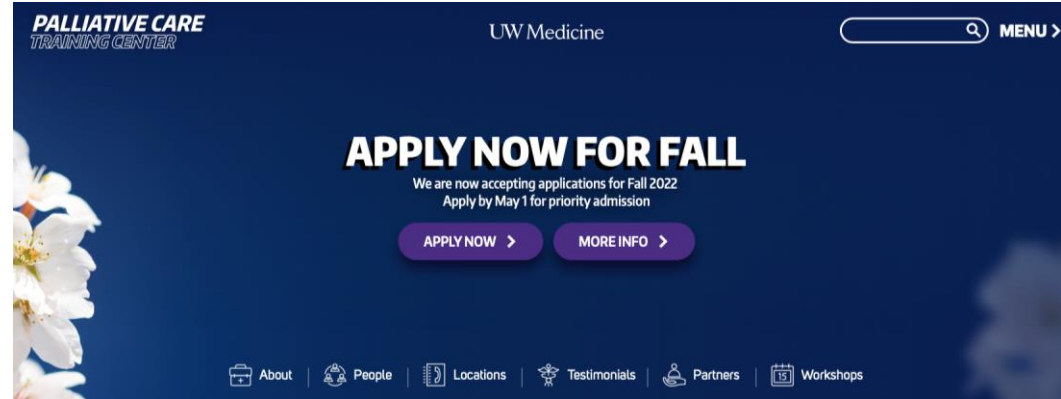 PALLIATIVE CARE
TRAINING CENTER
UW Medicine
MENU >
APPLY NOW FOR FALL
We are now accepting applications for Fall 2022
Apply by May 1 for priority admission
APPLY NOW >
MORE INFO >
About | People | Locations | Testimonials | Partners | 15 Workshops